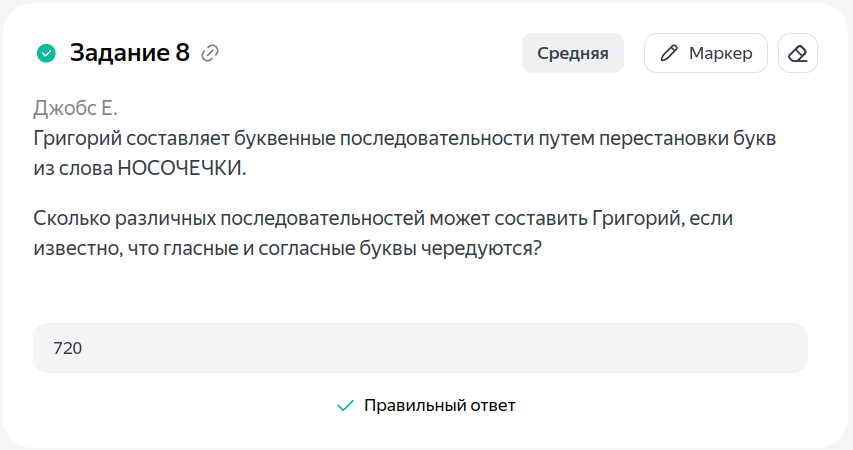 Задание 8
Средняя
Маркер
Джобс Е.
Григорий составляет буквенные последовательности путем перестановки букв
из слова НОСОЧЕЧКИ.
Сколько различных последовательностей может составить Григорий, если
известно, что гласные и согласные буквы чередуются?
720
Правильный ответ